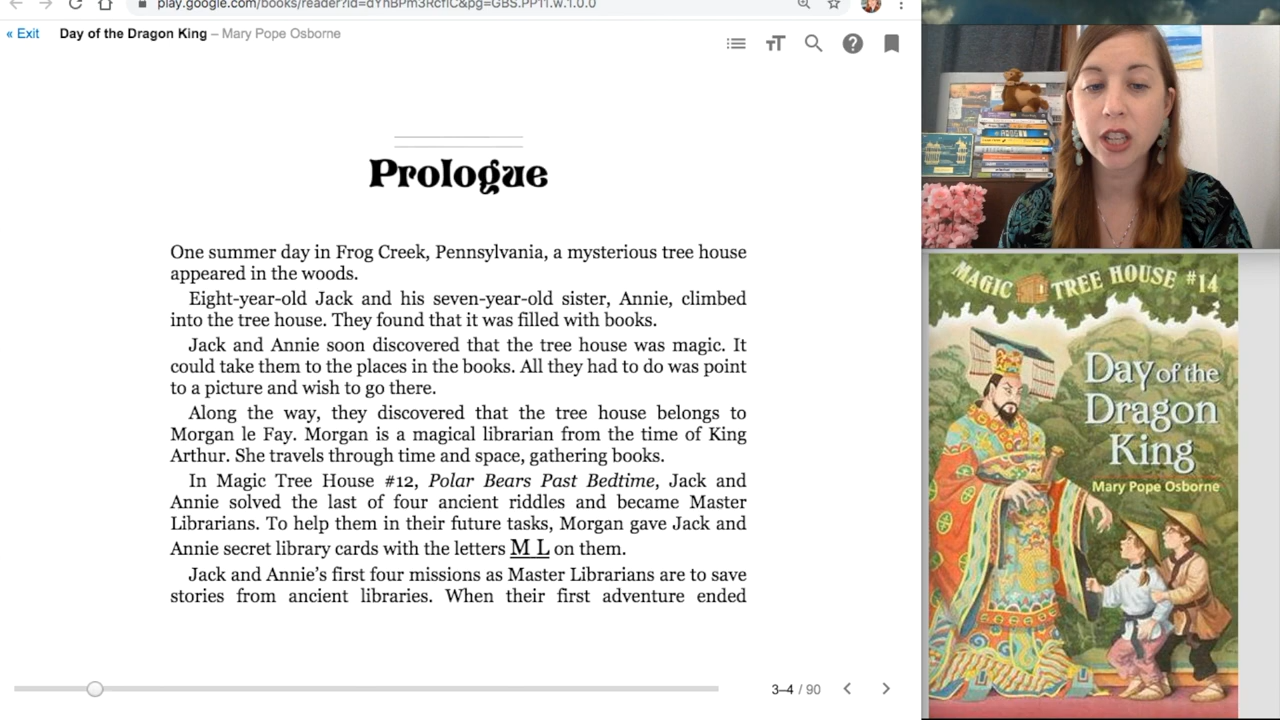 play.google.com/books/reader?id=dYnBPm3RcfIC&pg=GBS.PP11.w.1.0.0
« Exit Day of the Dragon King – Mary Pope Osborne
Prologue
One summer day in Frog Creek, Pennsylvania, a mysterious tree house
appeared in the woods.
Eight-year-old Jack and his seven-year-old sister, Annie, climbed
into the tree house. They found that it was filled with books.
Jack and Annie soon discovered that the tree house was magic. It
could take them to the places in the books. All they had to do was point
to a picture and wish to go there.
Along the way, they discovered that the tree house belongs to
Morgan le Fay. Morgan is a magical librarian from the time of King
Arthur. She travels through time and space, gathering books.
In Magic Tree House #12, Polar Bears Past Bedtime, Jack and
Annie solved the last of four ancient riddles and became Master
Librarians. To help them in their future tasks, Morgan gave Jack and
Annie secret library cards with the letters M L on them.
Jack and Annie’s first four missions as Master Librarians are to save
stories from ancient libraries. When their first adventure ended
3–4 / 90
MAGIC TREE HOUSE #14
Day of the
Dragon
King
Mary Pope Osborne